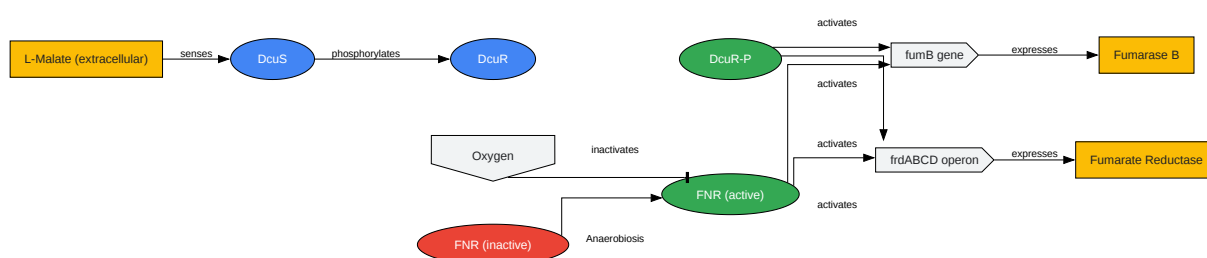 activates
L-Malate (extracellular)
senses
DcuS
phosphorylates
DcuR
DcuR-P
fumB gene
expresses
Fumarase B
activates
Oxygen
inactivates
activates
frdABCD operon
expresses
Fumarate Reductase
FNR (active)
activates
FNR (inactive)
Anaerobiosis